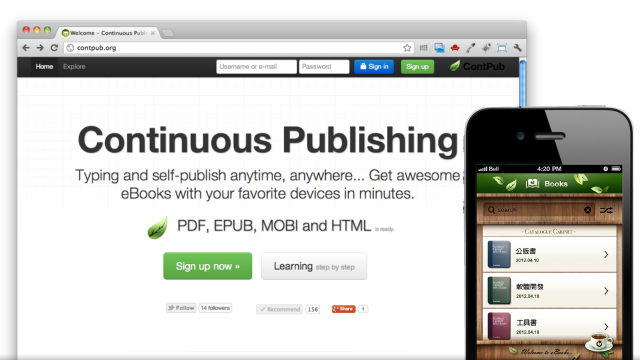 Welcome – Continuous Publis
contpub.org
Home Explore Username or e-mail Password Sign in Sign up ContPub
Continuous Publishing
Typing and self-publish anytime, anywhere... Get awesome
eBooks with your favorite devices in minutes.
PDF, EPUB, MOBI and HTML is ready.
Sign up now »
Learning step by step
Follow 14 followers
Recommend 156
Share 1
Bell 4:20 PM
Books
search
- Catalogue Cabinet -
公版書
2012.04.10
軟體開發
2012.04.18
工具書
2012.04.18
Welcome to eBooks